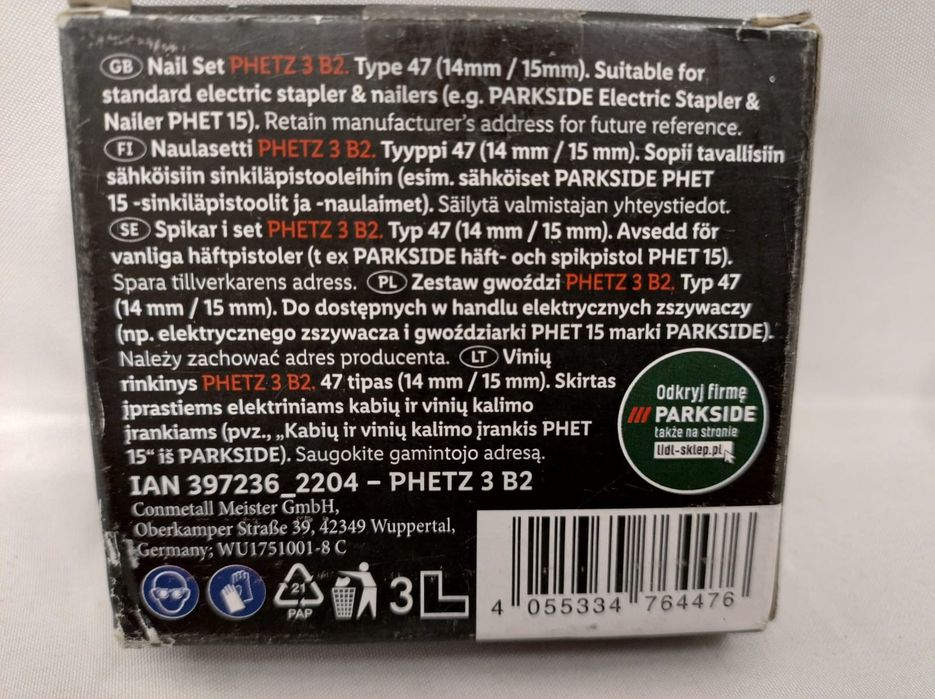 GB Nail Set PHETZ 3 B2. Type 47 (14mm / 15mm). Suitable for
standard electric stapler & nailers (e.g. PARKSIDE Electric Stapler &
Nailer PHET 15). Retain manufacturer's address for future reference.
FI Naulasetti PHETZ 3 B2. Tyyppi 47 (14 mm / 15 mm). Sopii tavallisiin
sähköisiin sinkiläpistooleihin (esim. sähköiset PARKSIDE PHET
15 -sinkiläpistoolit ja -naulaimet). Säilytä valmistajan yhteystiedot.
SE Spikar i set PHETZ 3 B2. Typ 47 (14 mm / 15 mm). Avsedd för
vanliga häftpistoler (t ex PARKSIDE häft- och spikpistol PHET 15).
Spara tillverkarens adress. PL Zestaw gwoździ PHETZ 3 B2. Typ 47
(14 mm / 15 mm). Do dostępnych w handlu elektrycznych zszywaczy
(np. elektrycznego zszywacza i gwoździarki PHET 15 marki PARKSIDE).
Należy zachować adres producenta. LT Vinių
rinkinys PHETZ 3 B2. 47 tipas (14 mm / 15 mm). Skirtas
įprastiems elektriniams kabių ir vinių kalimo
įrankiams (pvz., „Kabių ir vinių kalimo įrankis PHET
15“ iš PARKSIDE). Saugokite gamintojo adresą.
IAN 397236_2204 – PHETZ 3 B2
Conmetall Meister GmbH,
Oberkamper Straße 39, 42349 Wuppertal,
Germany; WU1751001-8 C
Odkryj firmę
PARKSIDE
także na stronie
lidl-sklep.pl
21
PAP
3
4 055334 764476